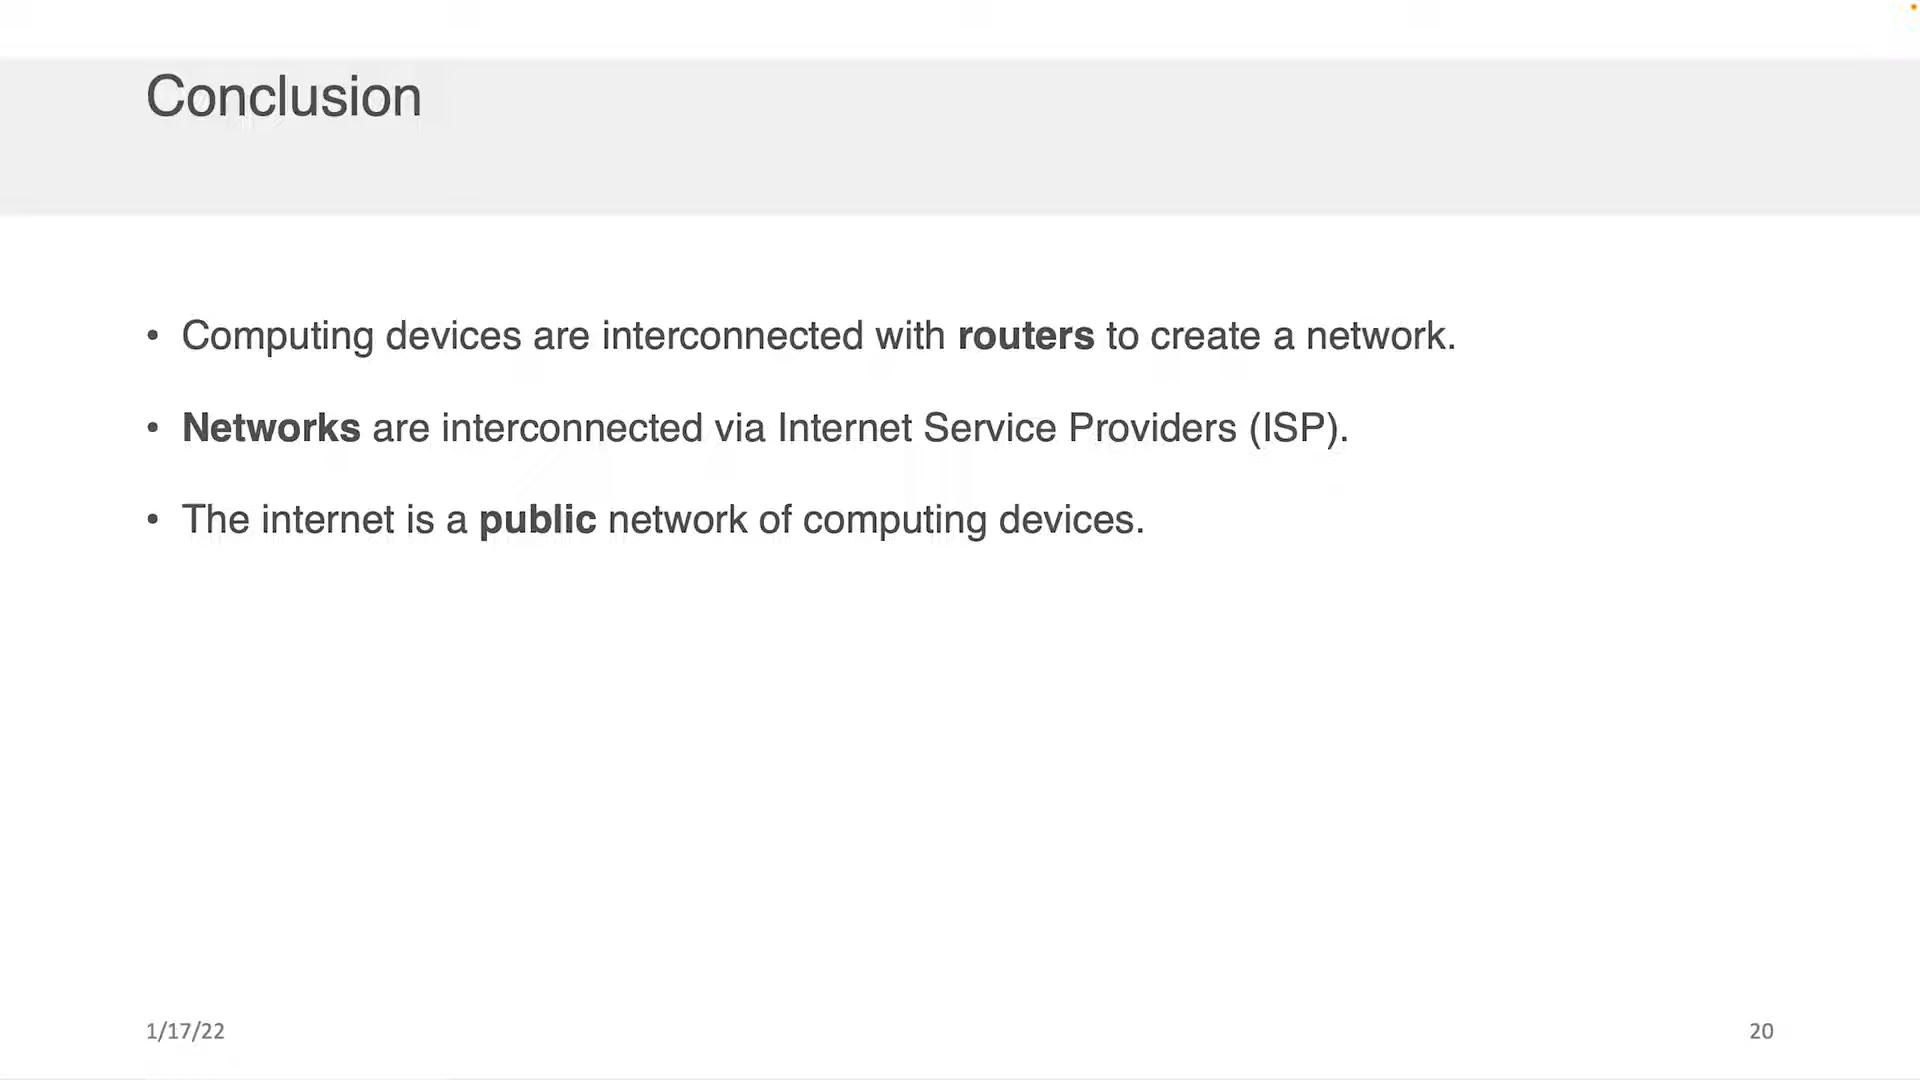 Conclusion
• Computing devices are interconnected with routers to create a network.
• Networks are interconnected via Internet Service Providers (ISP).
• The internet is a public network of computing devices.
1/17/22
20